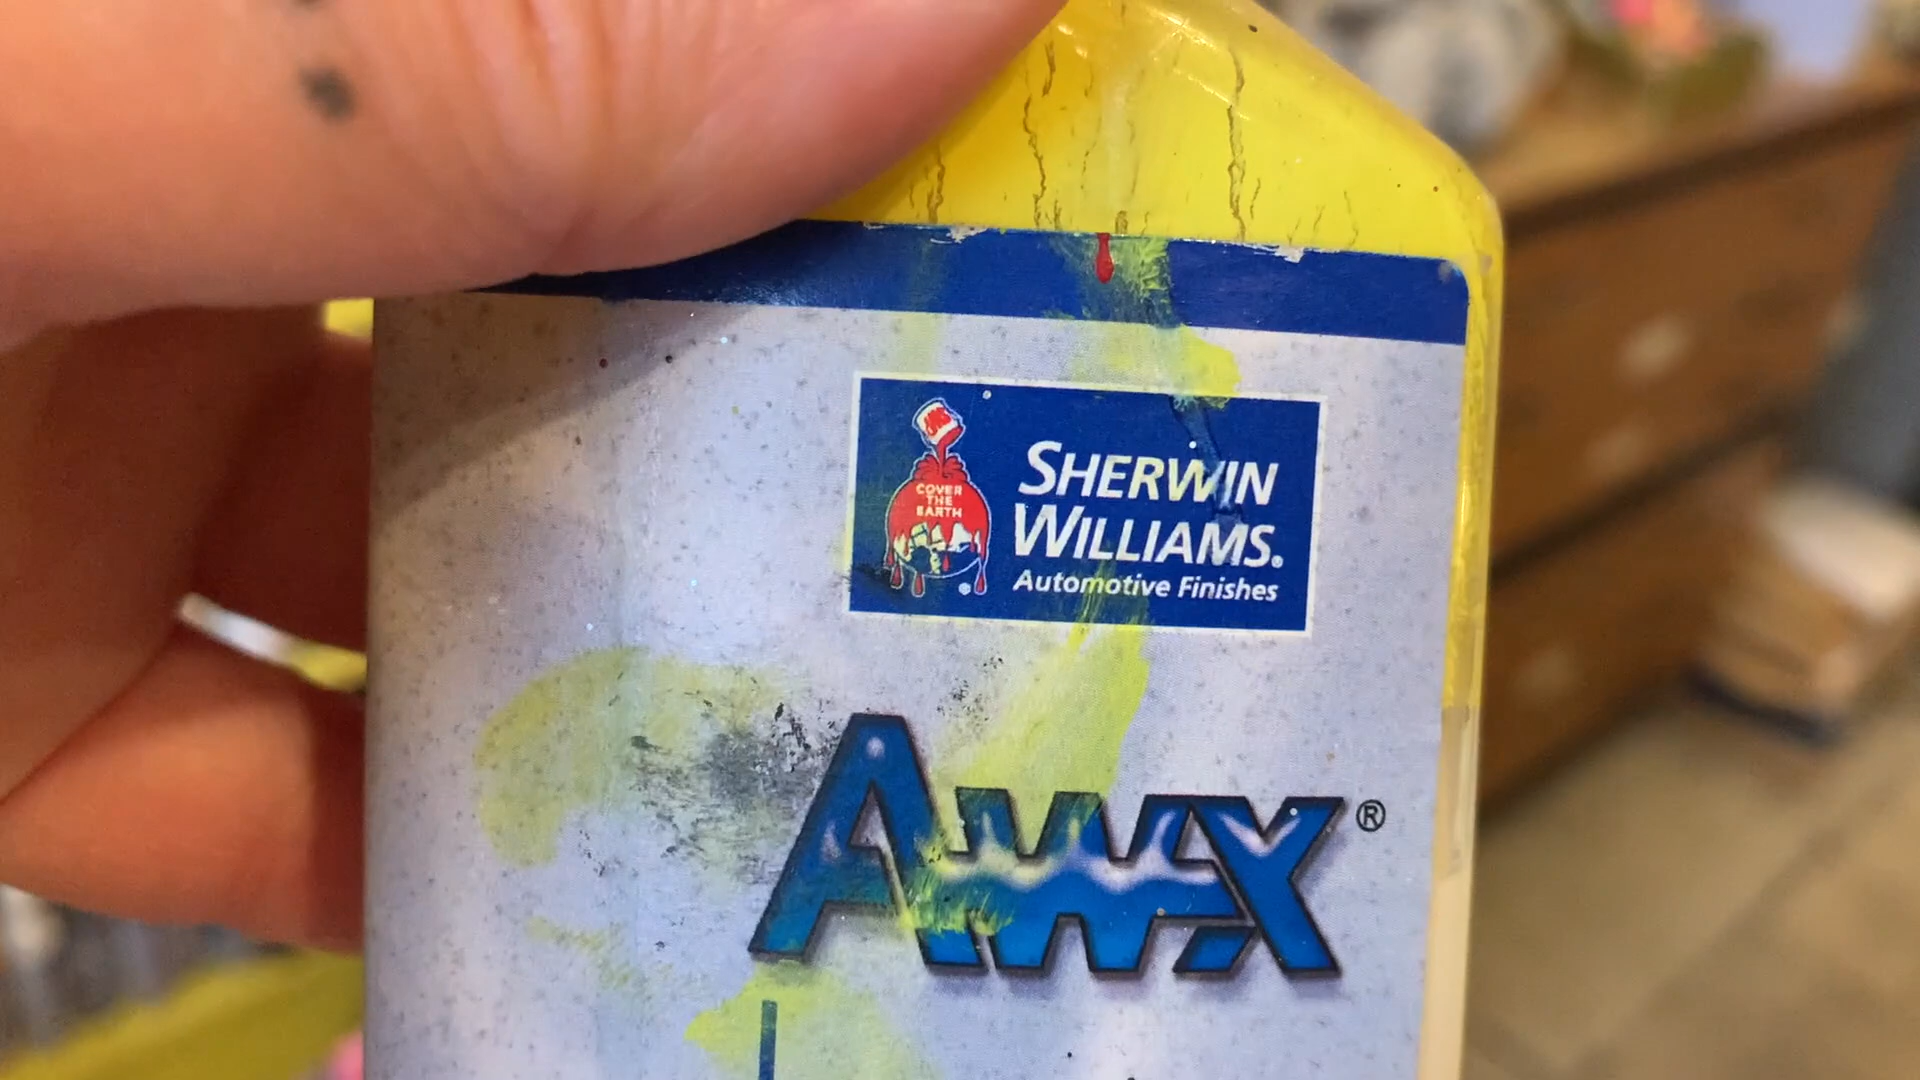 COVER
THE
EARTH
®
SHERWIN
WILLIAMS®
Automotive Finishes
AWX®